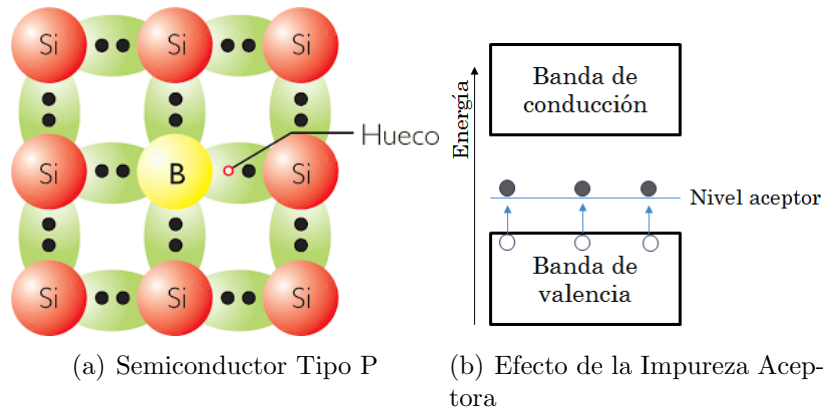 Si Si Si
Si B Si
Hueco
Si Si Si
(a) Semiconductor Tipo P
Energía
Banda de
conducción
Nivel aceptor
Banda de
valencia
(b) Efecto de la Impureza Acep-
tora